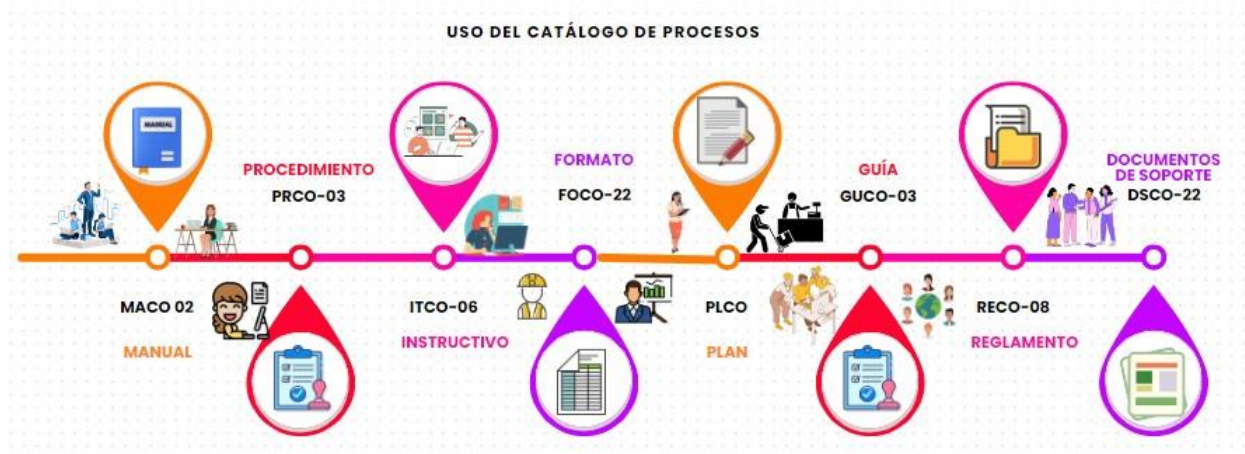 USO DEL CATÁLOGO DE PROCESOS
MANUAL
MACO 02
MANUAL
PROCEDIMIENTO
PRCO-03
ITCO-06
INSTRUCTIVO
FORMATO
FOCO-22
PLCO
PLAN
GUÍA
GUCO-03
RECO-08
REGLAMENTO
DOCUMENTOS
DE SOPORTE
DSCO-22